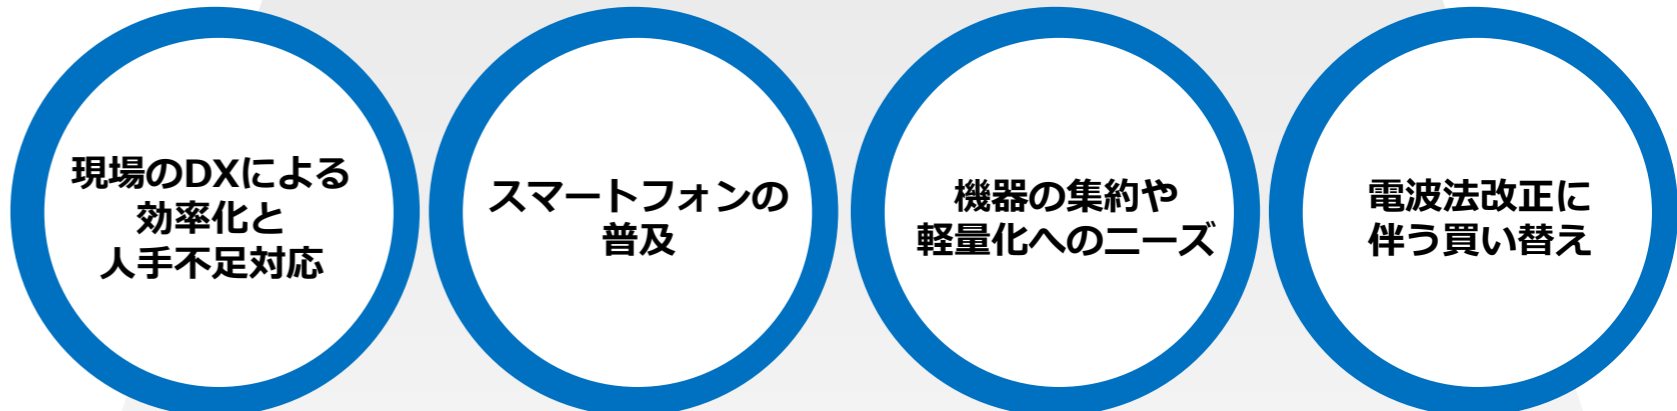 現場のDXによる
効率化と
人手不足対応
スマートフォンの
普及
機器の集約や
軽量化へのニーズ
電波法改正に
伴う買い替え